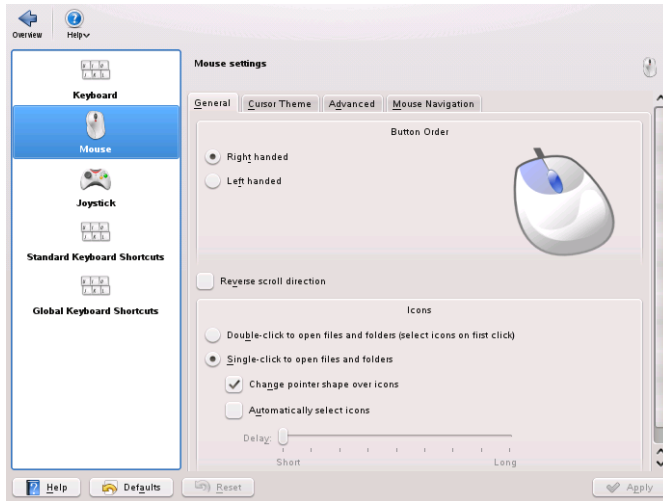 Overview Help
Keyboard
Mouse
Joystick
Standard Keyboard Shortcuts
Global Keyboard Shortcuts
Mouse settings
General Cursor Theme Advanced Mouse Navigation
Button Order
Right handed
Left handed
Reverse scroll direction
Icons
Double-click to open files and folders (select icons on first click)
Single-click to open files and folders
Change pointer shape over icons
Automatically select icons
Delay:
Short Long
Help Defaults Reset Apply